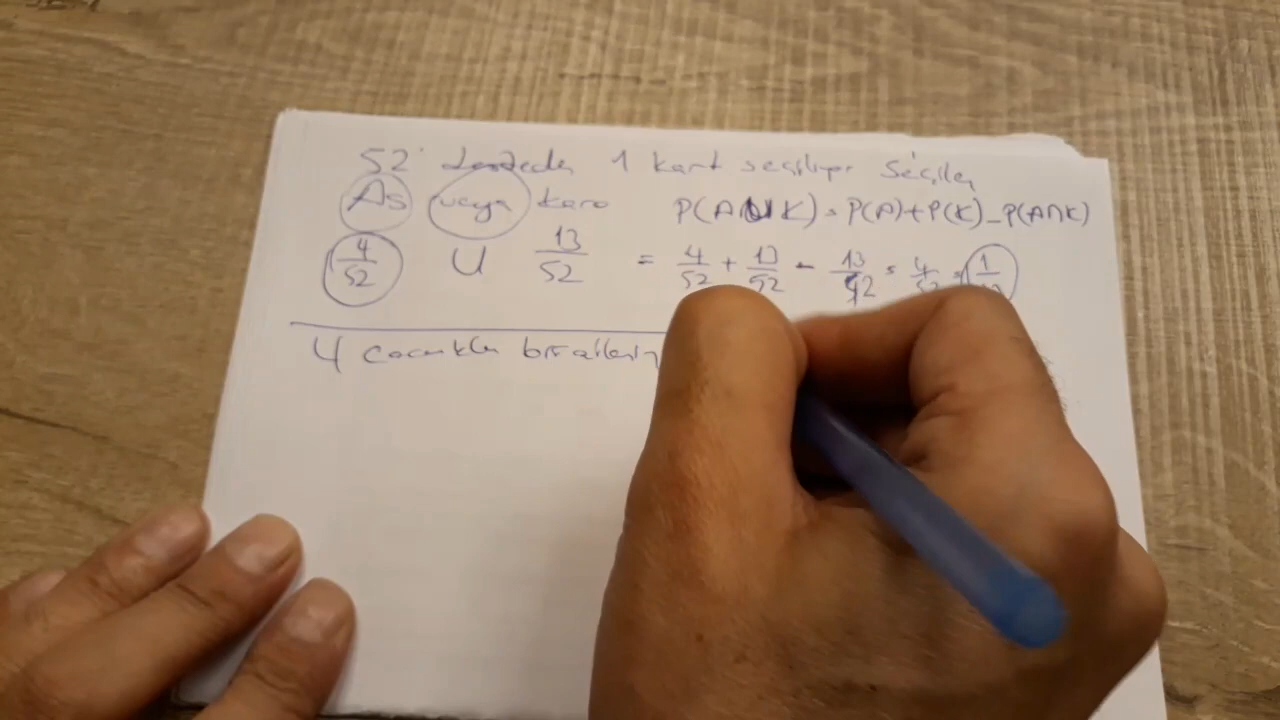 52 1 kart seçiliyor seçilen
As veya karo P(A∪K) = P(A)+P(K)-P(A∩K)
4/52 U 13/52 = 4/52 + 13/52 - 13/52 = 4/52 = 1/
4 çocuklu bir ailenin